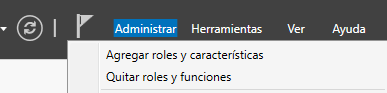 Administrar Herramientas Ver Ayuda
Agregar roles y características
Quitar roles y funciones